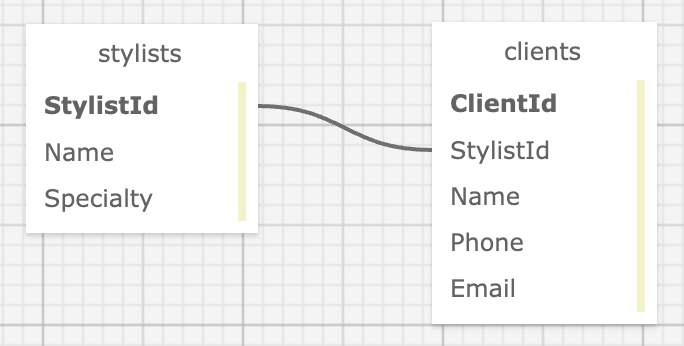 stylists
StylistId
Name
Specialty
clients
ClientId
StylistId
Name
Phone
Email